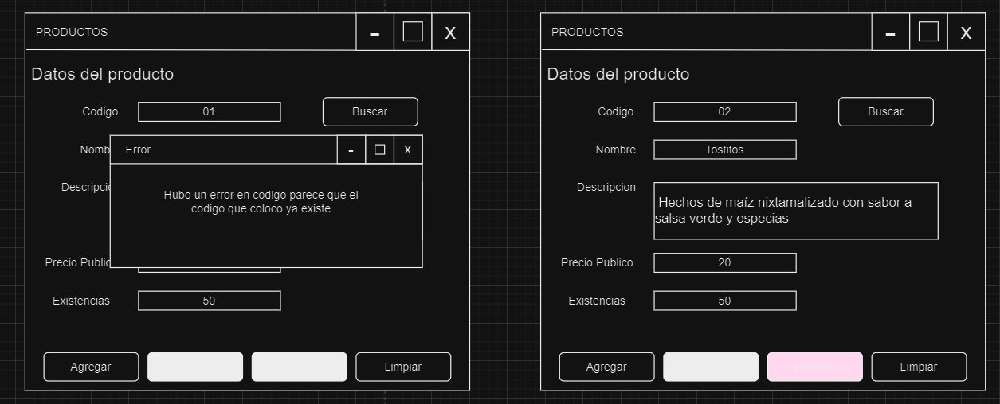 PRODUCTOS
- X
Datos del producto
Codigo 01 Buscar
Nomb
Error
- x
Descripcio
Hubo un error en codigo parece que el
codigo que coloco ya existe
Precio Public
Existencias 50
Agregar Limpiar
PRODUCTOS
- X
Datos del producto
Codigo 02 Buscar
Nombre Tostitos
Descripcion
Hechos de maíz nixtamalizado con sabor a
salsa verde y especias
Precio Publico 20
Existencias 50
Agregar Eliminar Limpiar